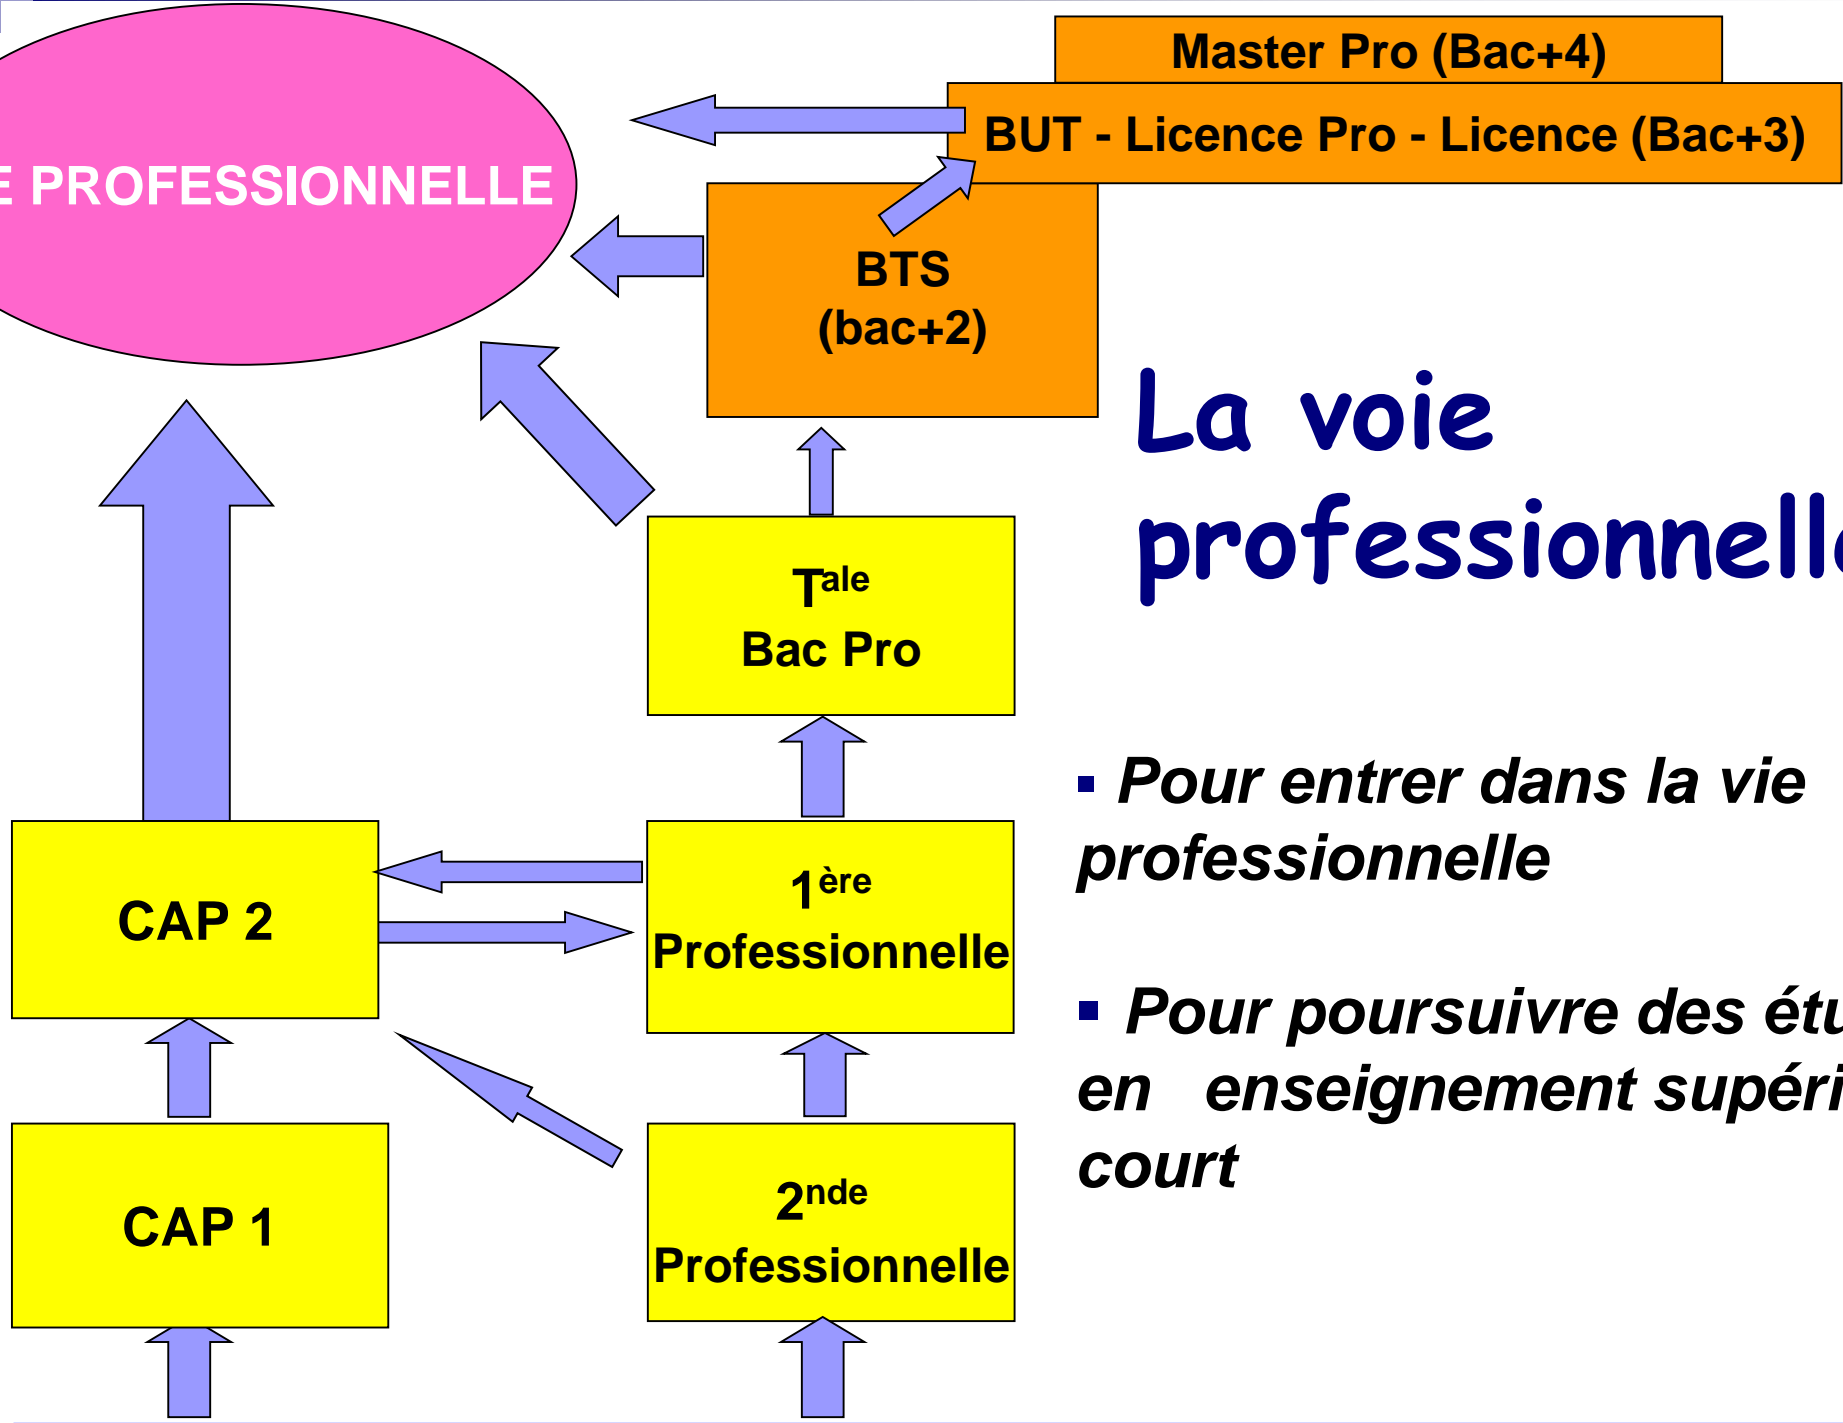 Master Pro (Bac+4)
BUT - Licence Pro - Licence (Bac+3)
E PROFESSIONNELLE
BTS
(bac+2)
La voie
professionnelle
Tale
Bac Pro
Pour entrer dans la vie
professionnelle
1ère
Professionnelle
CAP 2
Pour poursuivre des étu
en enseignement supéri
court
2nde
Professionnelle
CAP 1